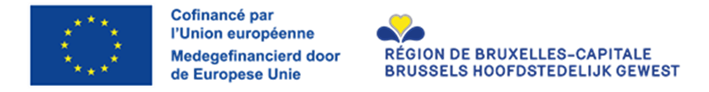 Cofinancé par
l'Union européenne
Medegefinancierd door
de Europese Unie
RÉGION DE BRUXELLES-CAPITALE
BRUSSELS HOOFDSTEDELIJK GEWEST